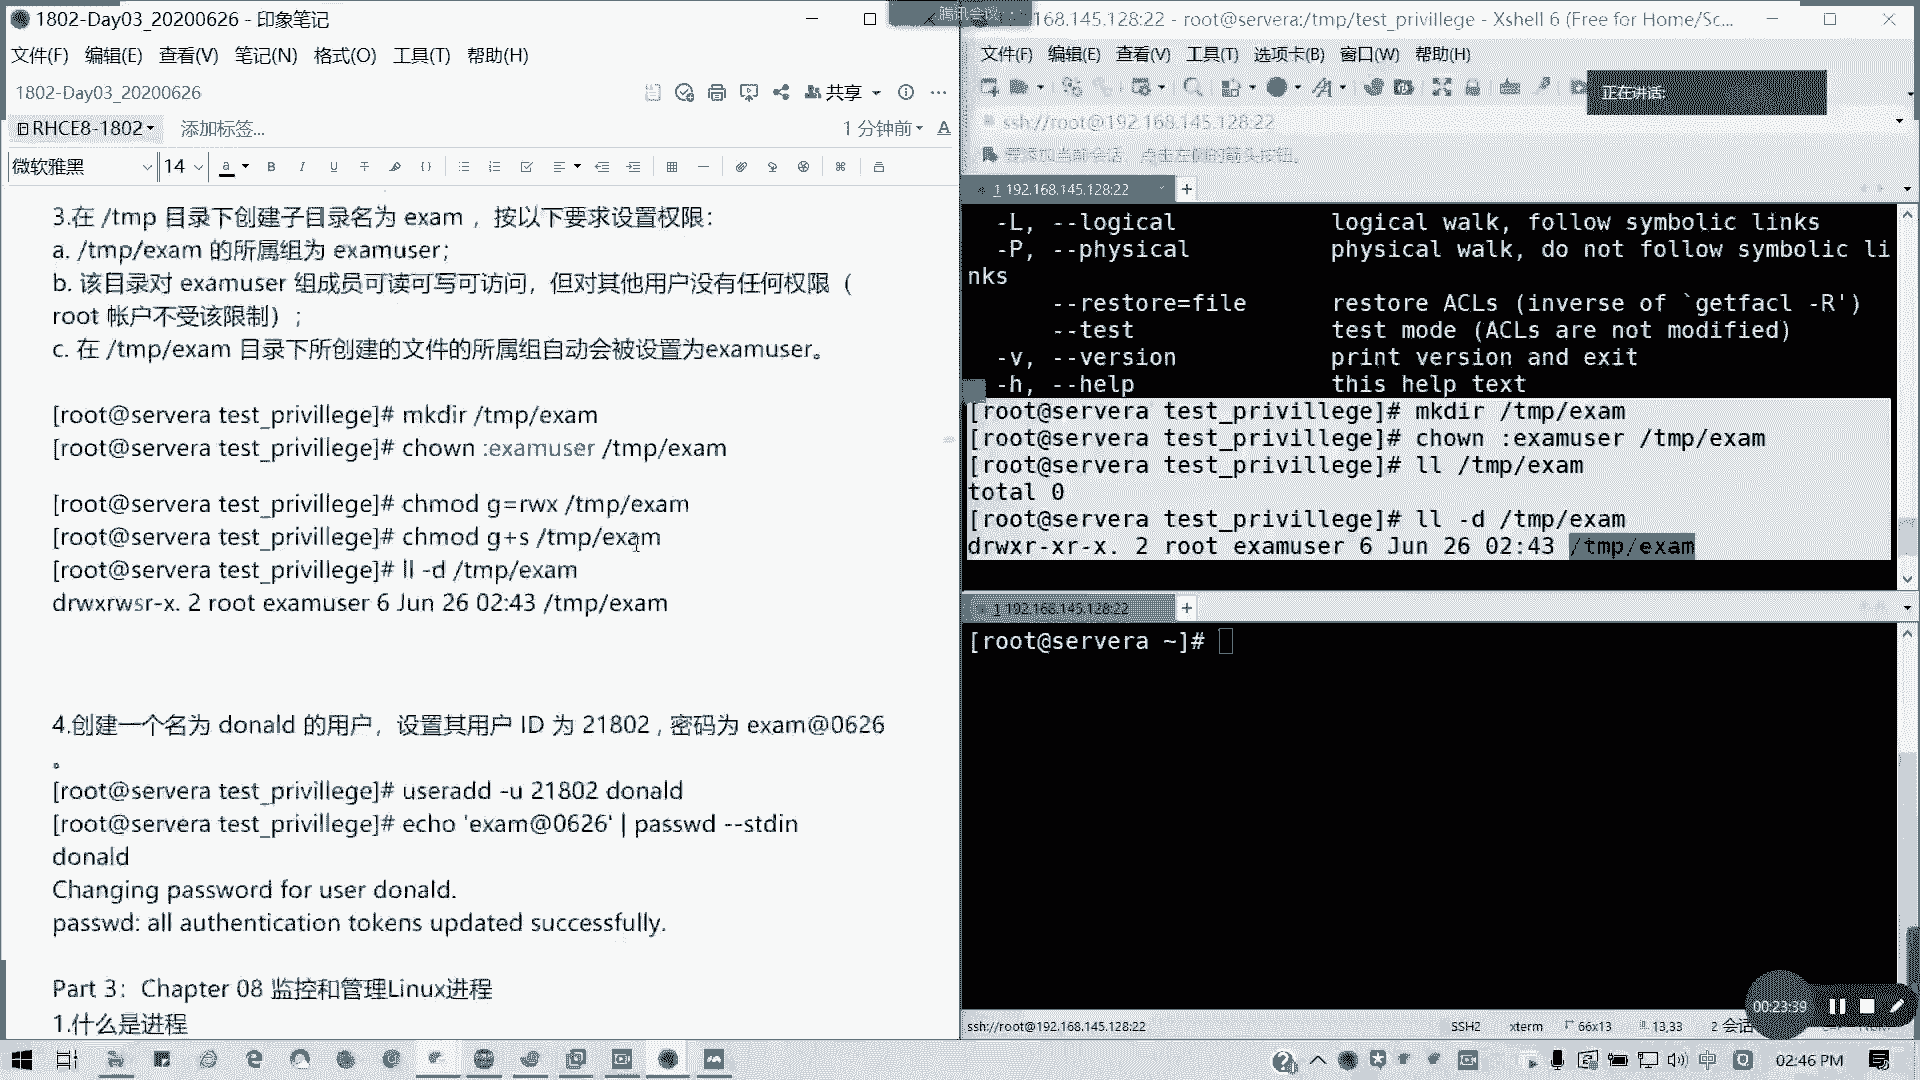 1802-Day03_20200626 - 印象笔记
文件(F) 编辑(E) 查看(V) 笔记(N) 格式(O) 工具(T) 帮助(H)
1802-Day03_20200626
共享
RHCE8-1802
添加标签...
1 分钟前
微软雅黑 14
3.在 /tmp 目录下创建子目录名为 exam ，按以下要求设置权限：
a. /tmp/exam 的所属组为 examuser；
b. 该目录对 examuser 组成员可读可写可访问，但对其他用户没有任何权限（
root 帐户不受该限制）；
c. 在 /tmp/exam 目录下所创建的文件的所属组自动会被设置为examuser。
[root@servera test_privillege]# mkdir /tmp/exam
[root@servera test_privillege]# chown :examuser /tmp/exam
[root@servera test_privillege]# chmod g=rwx /tmp/exam
[root@servera test_privillege]# chmod g+s /tmp/exam
[root@servera test_privillege]# ll -d /tmp/exam
drwxrwsr-x. 2 root examuser 6 Jun 26 02:43 /tmp/exam
4.创建一个名为 donald 的用户，设置其用户 ID 为 21802 , 密码为 exam@0626
。
[root@servera test_privillege]# useradd -u 21802 donald
[root@servera test_privillege]# echo 'exam@0626' | passwd --stdin
donald
Changing password for user donald.
passwd: all authentication tokens updated successfully.
Part 3：Chapter 08 监控和管理Linux进程
1.什么是进程
腾讯会议
168.145.128:22 - root@servera:/tmp/test_privillege - Xshell 6 (Free for Home/Sc...
文件(F) 编辑(E) 查看(V) 工具(T) 选项卡(B) 窗口(W) 帮助(H)
正在讲话:
ssh://root@192.168.145.128:22
要添加当前会话，点击左侧的箭头按钮。
1 192.168.145.128:22
-L, --logical logical walk, follow symbolic links
-P, --physical physical walk, do not follow symbolic li
nks
--restore=file restore ACLs (inverse of `getfacl -R')
--test test mode (ACLs are not modified)
-v, --version print version and exit
-h, --help this help text
[root@servera test_privillege]# mkdir /tmp/exam
[root@servera test_privillege]# chown :examuser /tmp/exam
[root@servera test_privillege]# ll /tmp/exam
total 0
[root@servera test_privillege]# ll -d /tmp/exam
drwxr-xr-x. 2 root examuser 6 Jun 26 02:43 /tmp/exam
1 192.168.145.128:22
[root@servera ~]#
00:23:39
ssh://root@192.168.145.128:22 SSH2 xterm 66x13 13,33 2 会话
中
02:46 PM